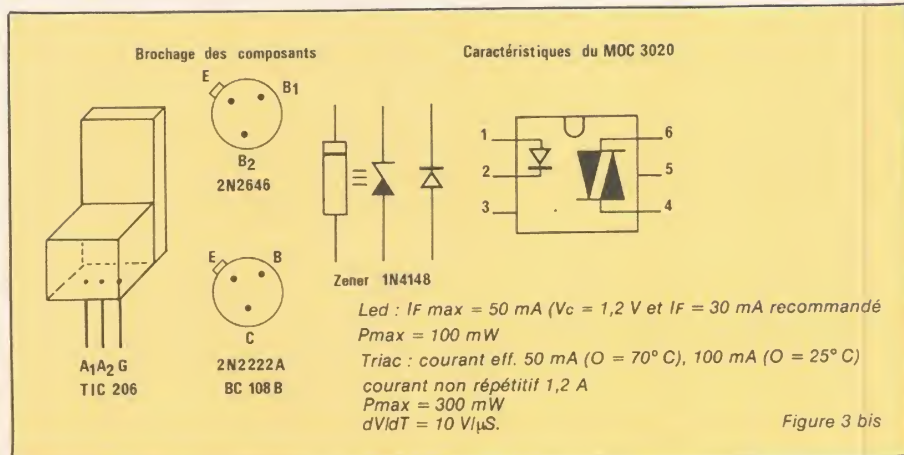 Brochage des composants
Caractéristiques du MOC 3020
E
B1
B2
2N2646
1
2
3
6
5
4
E
B
C
2N2222A
BC 108 B
A1 A2 G
TIC 206
Zener 1N4148
Led : IF max = 50 mA (Vc = 1,2 V et IF = 30 mA recommandé
Pmax = 100 mW
Triac : courant eff. 50 mA (O = 70° C), 100 mA (O = 25° C)
courant non répétitif 1,2 A
Pmax = 300 mW
dV/dT = 10 V/µS.
Figure 3 bis